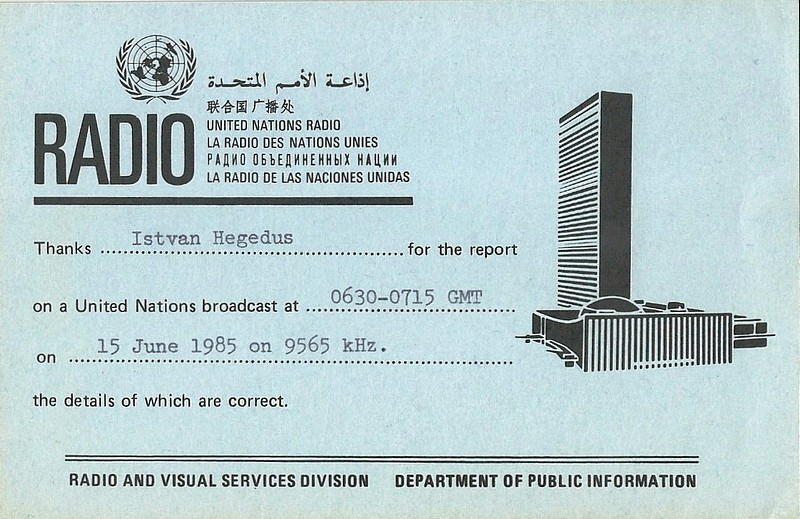 إذاعة الأمم المتحدة
联合国广播处
RADIO
UNITED NATIONS RADIO
LA RADIO DES NATIONS UNIES
РАДИО ОБЪЕДИНЕННЫХ НАЦИИ
LA RADIO DE LAS NACIONES UNIDAS
Thanks Istvan Hegedus for the report
on a United Nations broadcast at 0630-0715 GMT
on 15 June 1985 on 9565 kHz.
the details of which are correct.
RADIO AND VISUAL SERVICES DIVISION DEPARTMENT OF PUBLIC INFORMATION